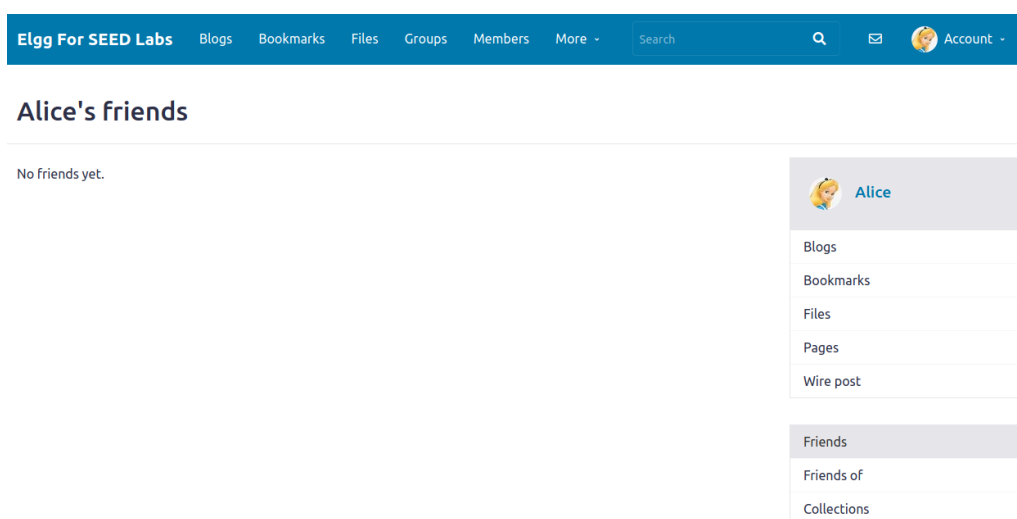 Elgg For SEED Labs Blogs Bookmarks Files Groups Members More Search Account
Alice's friends
No friends yet.
Alice
Blogs
Bookmarks
Files
Pages
Wire post
Friends
Friends of
Collections